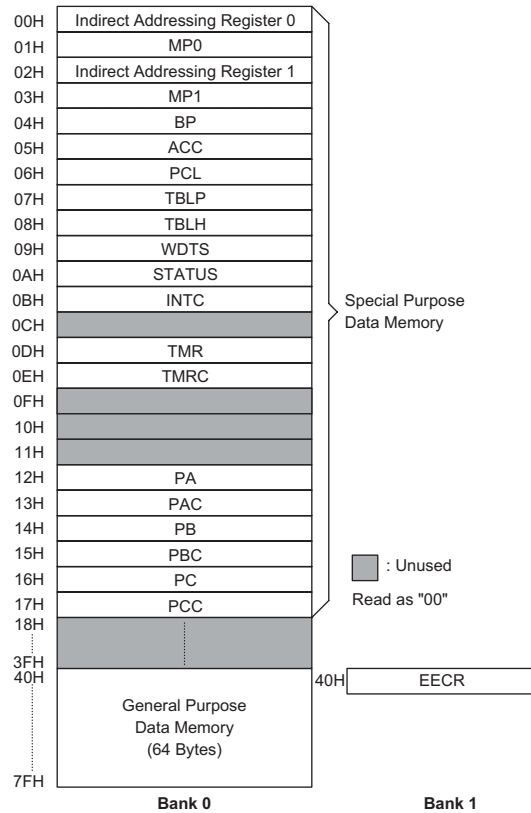 00H Indirect Addressing Register 0
01H MP0
02H Indirect Addressing Register 1
03H MP1
04H BP
05H ACC
06H PCL
07H TBLP
08H TBLH
09H WDTS
0AH STATUS
0BH INTC
0CH
0DH TMR
0EH TMRC
0FH
10H
11H
12H PA
13H PAC
14H PB
15H PBC
16H PC
17H PCC
18H
3FH
40H
General Purpose
Data Memory
(64 Bytes)
7FH
Bank 0
Special Purpose
Data Memory
: Unused
Read as "00"
40H EECR
Bank 1